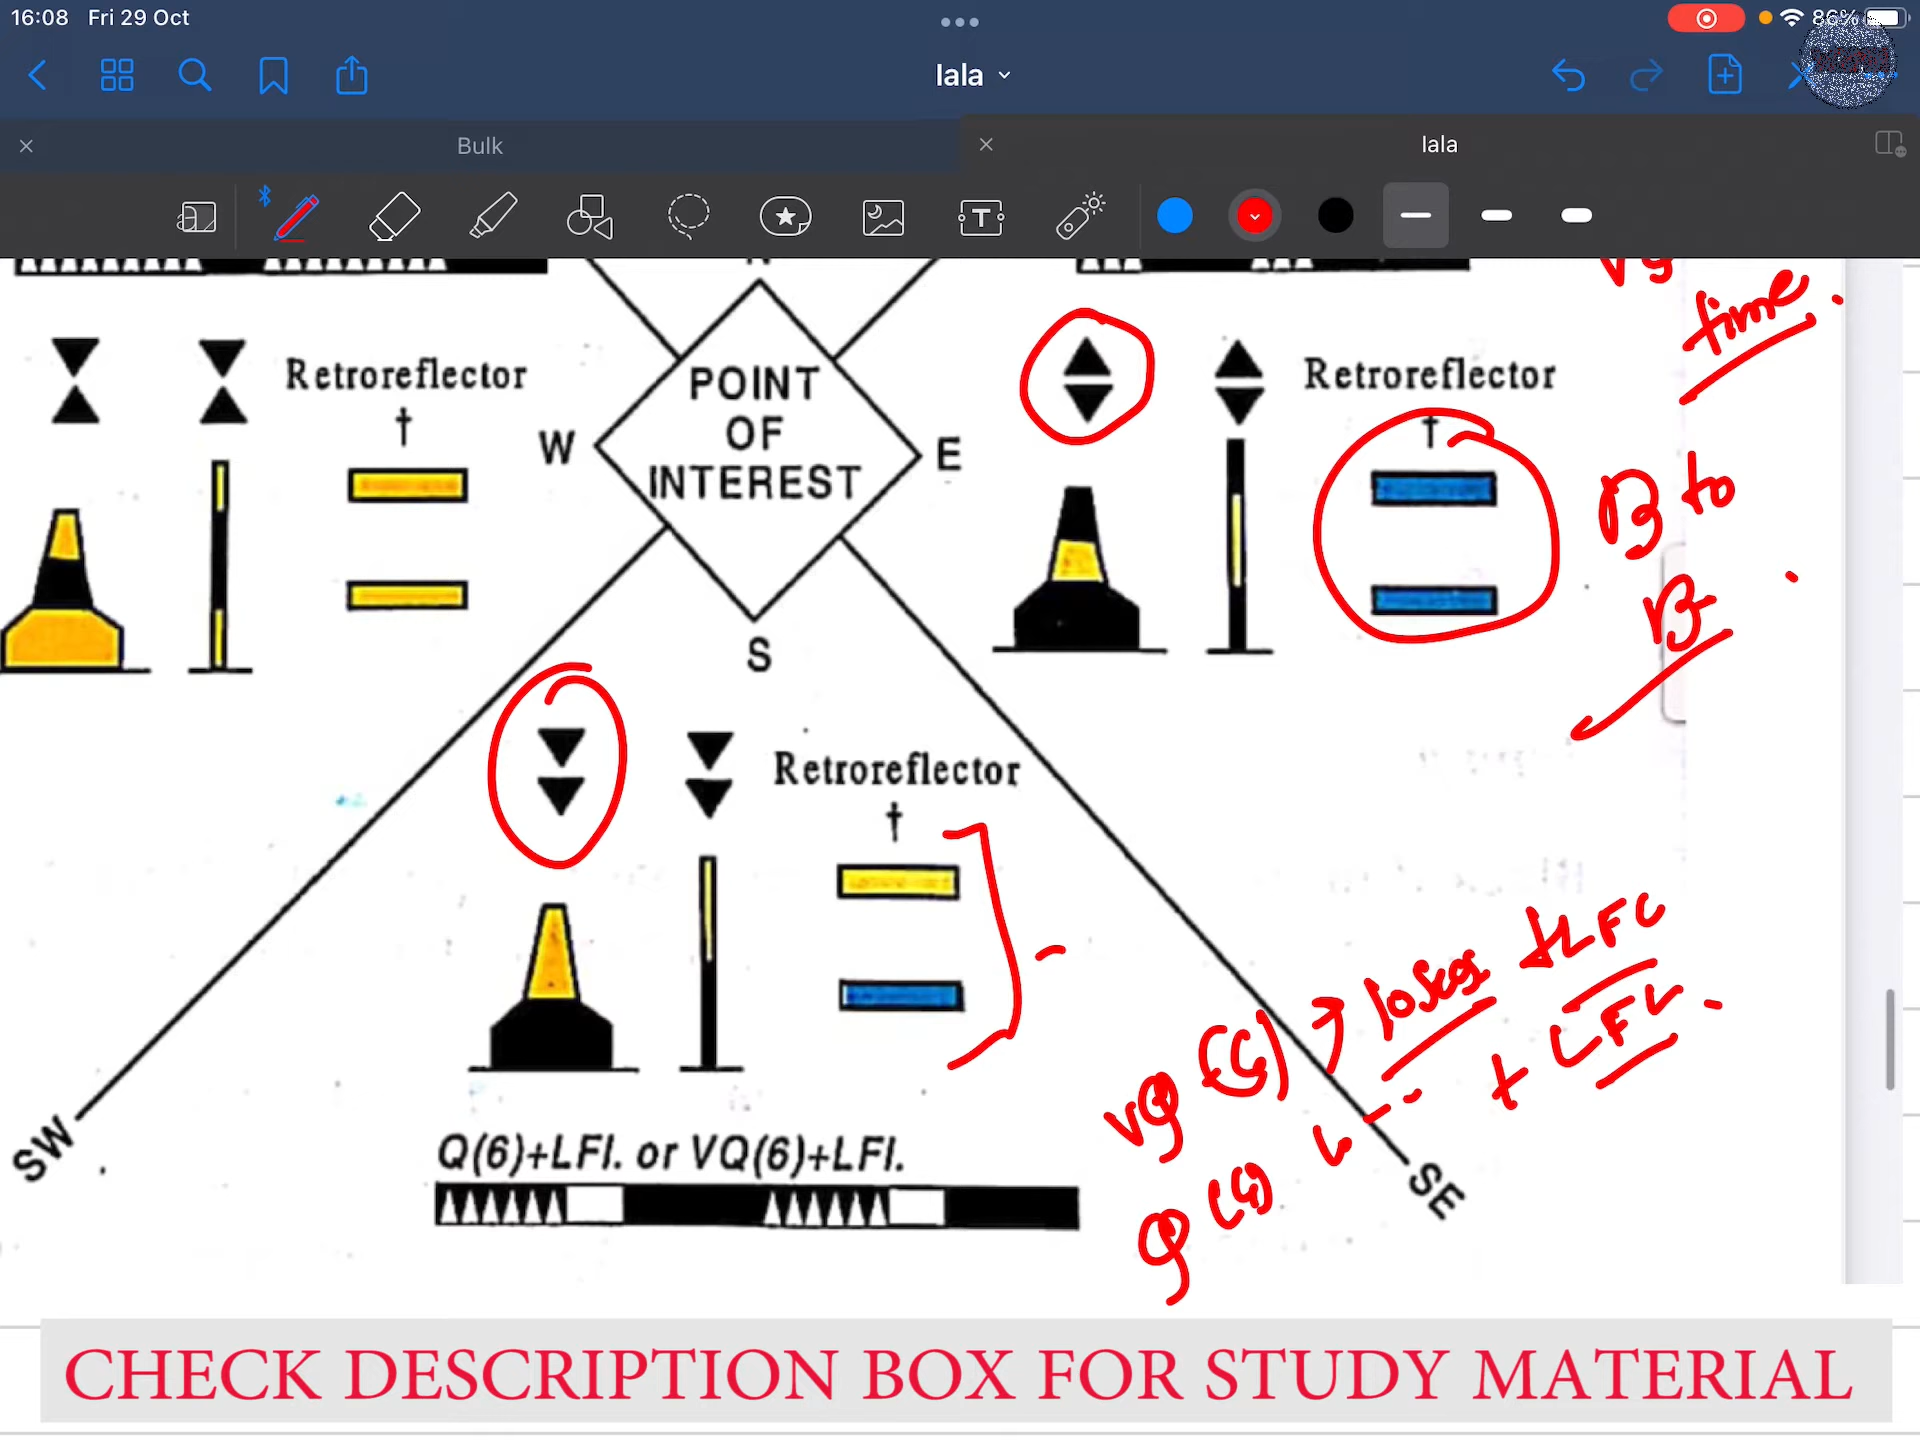 16:08 Fri 29 Oct
86%
lala
Bulk
lala
T
time.
Retroreflector
†
POINT
OF
INTEREST
W
E
S
Retroreflector
†
B to
B
Retroreflector
†
SW
SE
Q(6)+LFl. or VQ(6)+LFl.
VQ (6)
10secs
+LFL
Q (6)
+ LFL.
CHECK DESCRIPTION BOX FOR STUDY MATERIAL